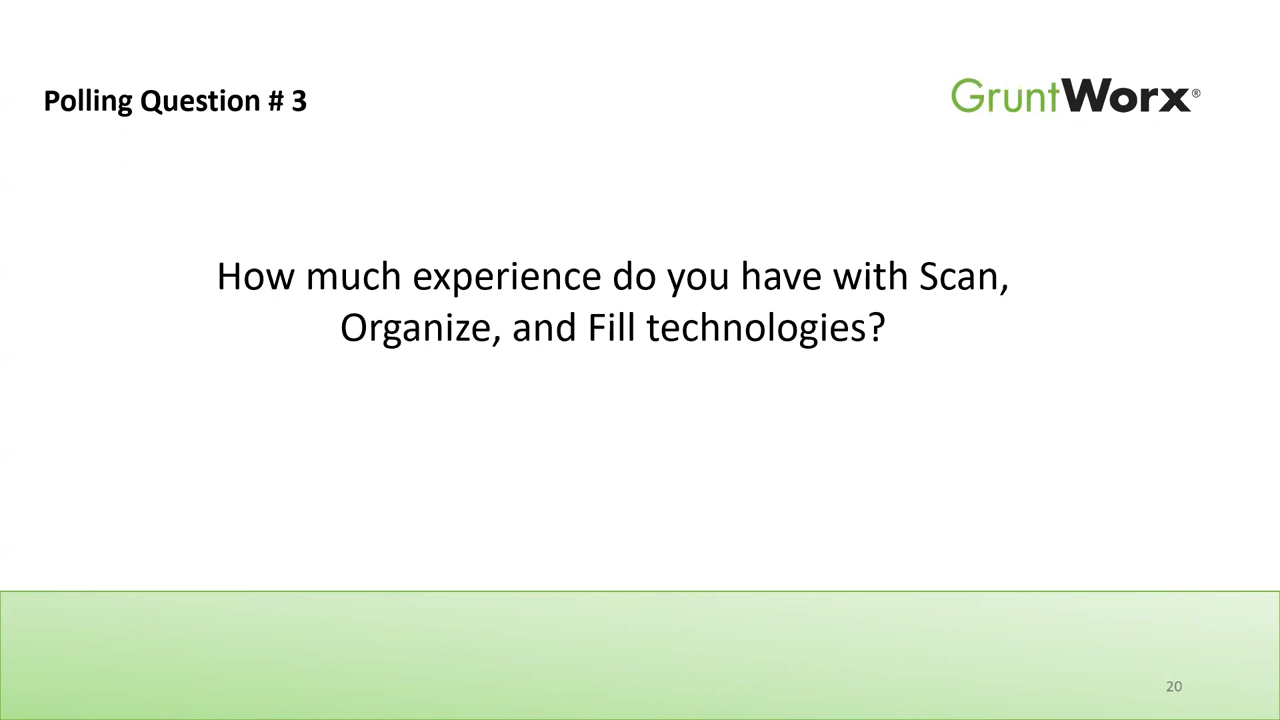 Polling Question # 3
GruntWorx®
How much experience do you have with Scan,
Organize, and Fill technologies?
20